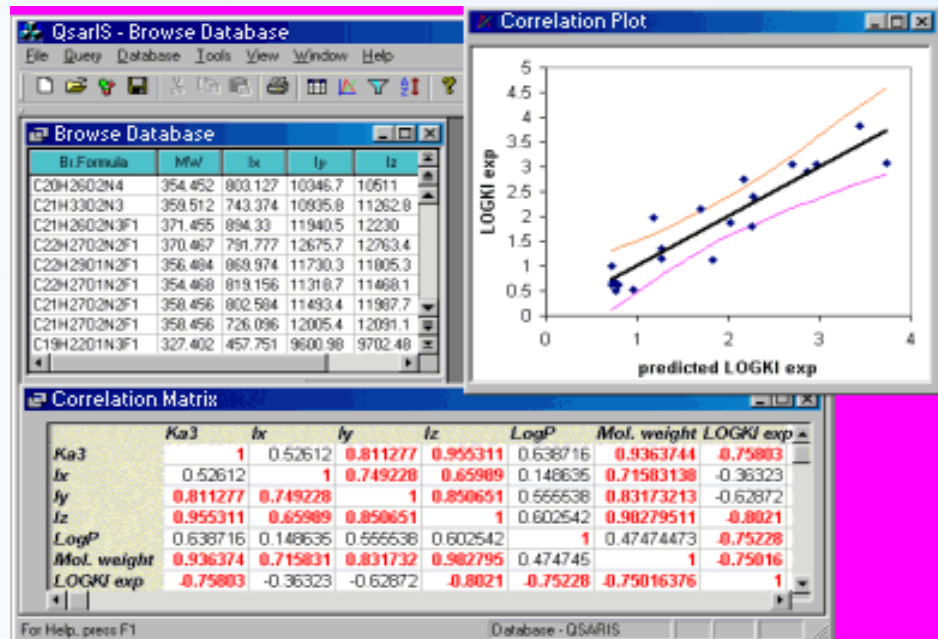 QsarIS - Browse Database
File Query Database Tools View Window Help
Browse Database
Br.Formula MW Ix Iy Iz
C20H26O2N4 354.452 803.127 10346.7 10511
C21H33O2N3 359.512 743.374 10935.8 11262.8
C21H26O2N3F1 371.455 894.33 11940.5 12230
C22H27O2N2F1 370.467 791.777 12675.7 12763.4
C22H29O1N2F1 356.484 869.974 11730.3 11805.3
C22H27O1N2F1 354.468 819.156 11318.7 11468.1
C21H27O2N2F1 358.456 802.584 11493.4 11987.7
C21H27O2N2F1 358.456 726.096 12005.4 12091.1
C19H22O1N3F1 327.402 457.751 9600.98 9702.48
Correlation Plot
5
4.5
4
3.5
3
2.5
2
1.5
1
0.5
0
LOGKI exp
0 1 2 3 4
predicted LOGKI exp
Correlation Matrix
Ka3 Ix Iy Iz LogP Mol. weight LOGKI exp
Ka3 1 0.52612 0.811277 0.955311 0.638716 0.9363744 -0.75803
Ix 0.52612 1 0.749228 0.65989 0.148635 0.71583138 -0.36323
Iy 0.811277 0.749228 1 0.850651 0.555538 0.83173213 -0.62872
Iz 0.955311 0.65989 0.850651 1 0.602542 0.98279511 -0.8021
LogP 0.638716 0.148635 0.555538 0.602542 1 0.47474473 -0.75228
Mol. weight 0.936374 0.715831 0.831732 0.982795 0.474745 1 -0.75016
LOGKI exp -0.75803 -0.36323 -0.62872 -0.8021 -0.75228 -0.75016376 1
For Help, press F1
Database - QSARIS